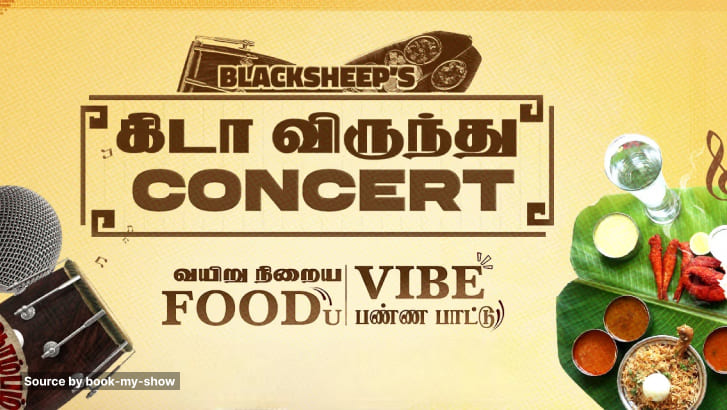 BLACKSHEEP'S
கிடா விருந்து
CONCERT
வயிறு நிறைய
FOODU
VIBE
பண்ண பாட்டு
Source by book-my-show